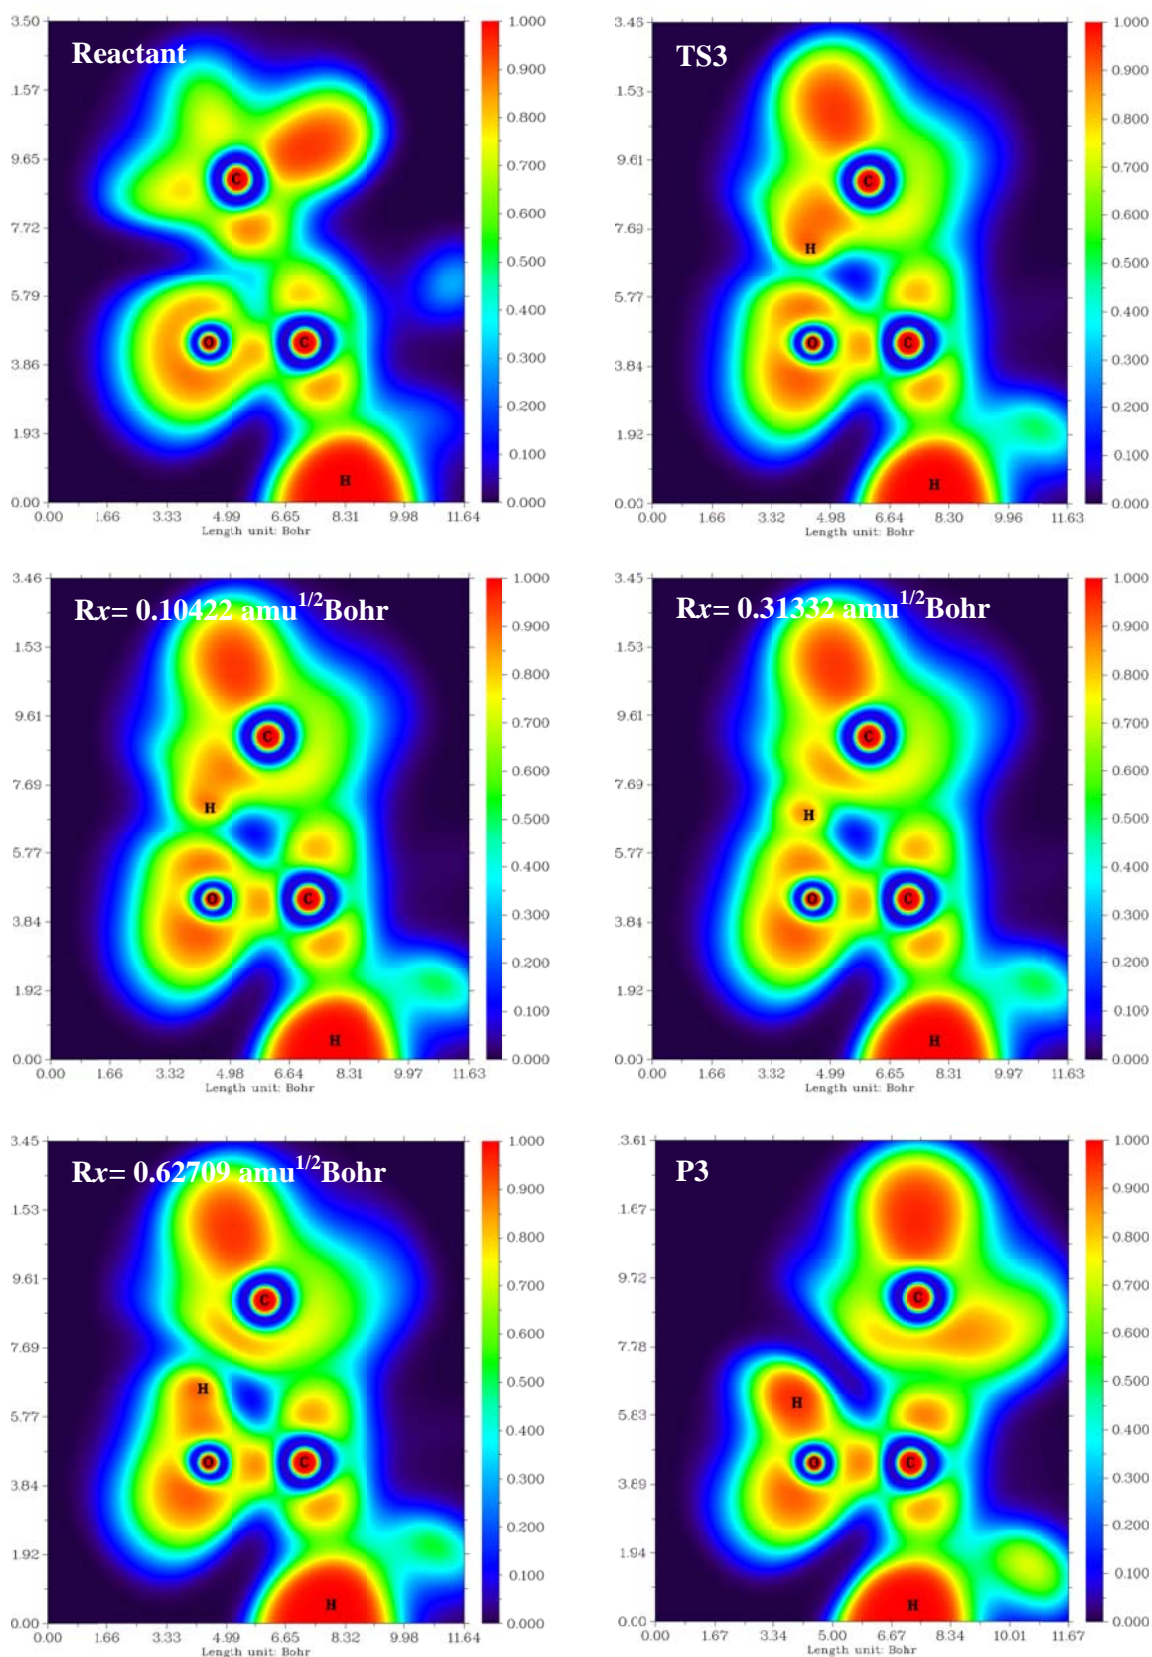 Reactant
3.50
1.57
9.65
7.72
5.79
3.86
1.93
0.00
C
O
C
H
0.00 1.66 3.33 4.99 6.65 8.31 9.98 11.64
Length unit: Bohr
1.000
0.900
0.800
0.700
0.600
0.500
0.400
0.300
0.200
0.100
0.000
TS3
3.45
1.53
9.61
7.69
5.77
3.84
1.92
0.00
C
H
O
C
H
0.00 1.66 3.32 4.98 6.64 8.30 9.96 11.63
Length unit: Bohr
1.000
0.900
0.800
0.700
0.600
0.500
0.400
0.300
0.200
0.100
0.000
Rx= 0.10422 amu1/2Bohr
3.46
1.53
9.61
7.69
5.77
3.84
1.92
0.00
C
H
O
C
H
0.00 1.66 3.32 4.98 6.64 8.31 9.97 11.63
Length unit: Bohr
1.000
0.900
0.800
0.700
0.600
0.500
0.400
0.300
0.200
0.100
0.000
Rx= 0.31332 amu1/2Bohr
3.45
1.53
9.61
7.69
5.77
3.84
1.92
0.00
C
H
O
C
H
0.00 1.66 3.32 4.99 6.65 8.31 9.97 11.63
Length unit: Bohr
1.000
0.900
0.800
0.700
0.600
0.500
0.400
0.300
0.200
0.100
0.000
Rx= 0.62709 amu1/2Bohr
3.45
1.53
9.61
7.69
5.77
3.84
1.92
0.00
C
H
O
C
H
0.00 1.66 3.33 4.99 6.65 8.32 9.98 11.64
Length unit: Bohr
1.000
0.900
0.800
0.700
0.600
0.500
0.400
0.300
0.200
0.100
0.000
P3
3.61
1.67
9.72
7.78
5.83
3.89
1.94
0.00
C
H
O
C
H
0.00 1.67 3.34 5.00 6.67 8.34 10.01 11.67
Length unit: Bohr
1.000
0.900
0.800
0.700
0.600
0.500
0.400
0.300
0.200
0.100
0.000